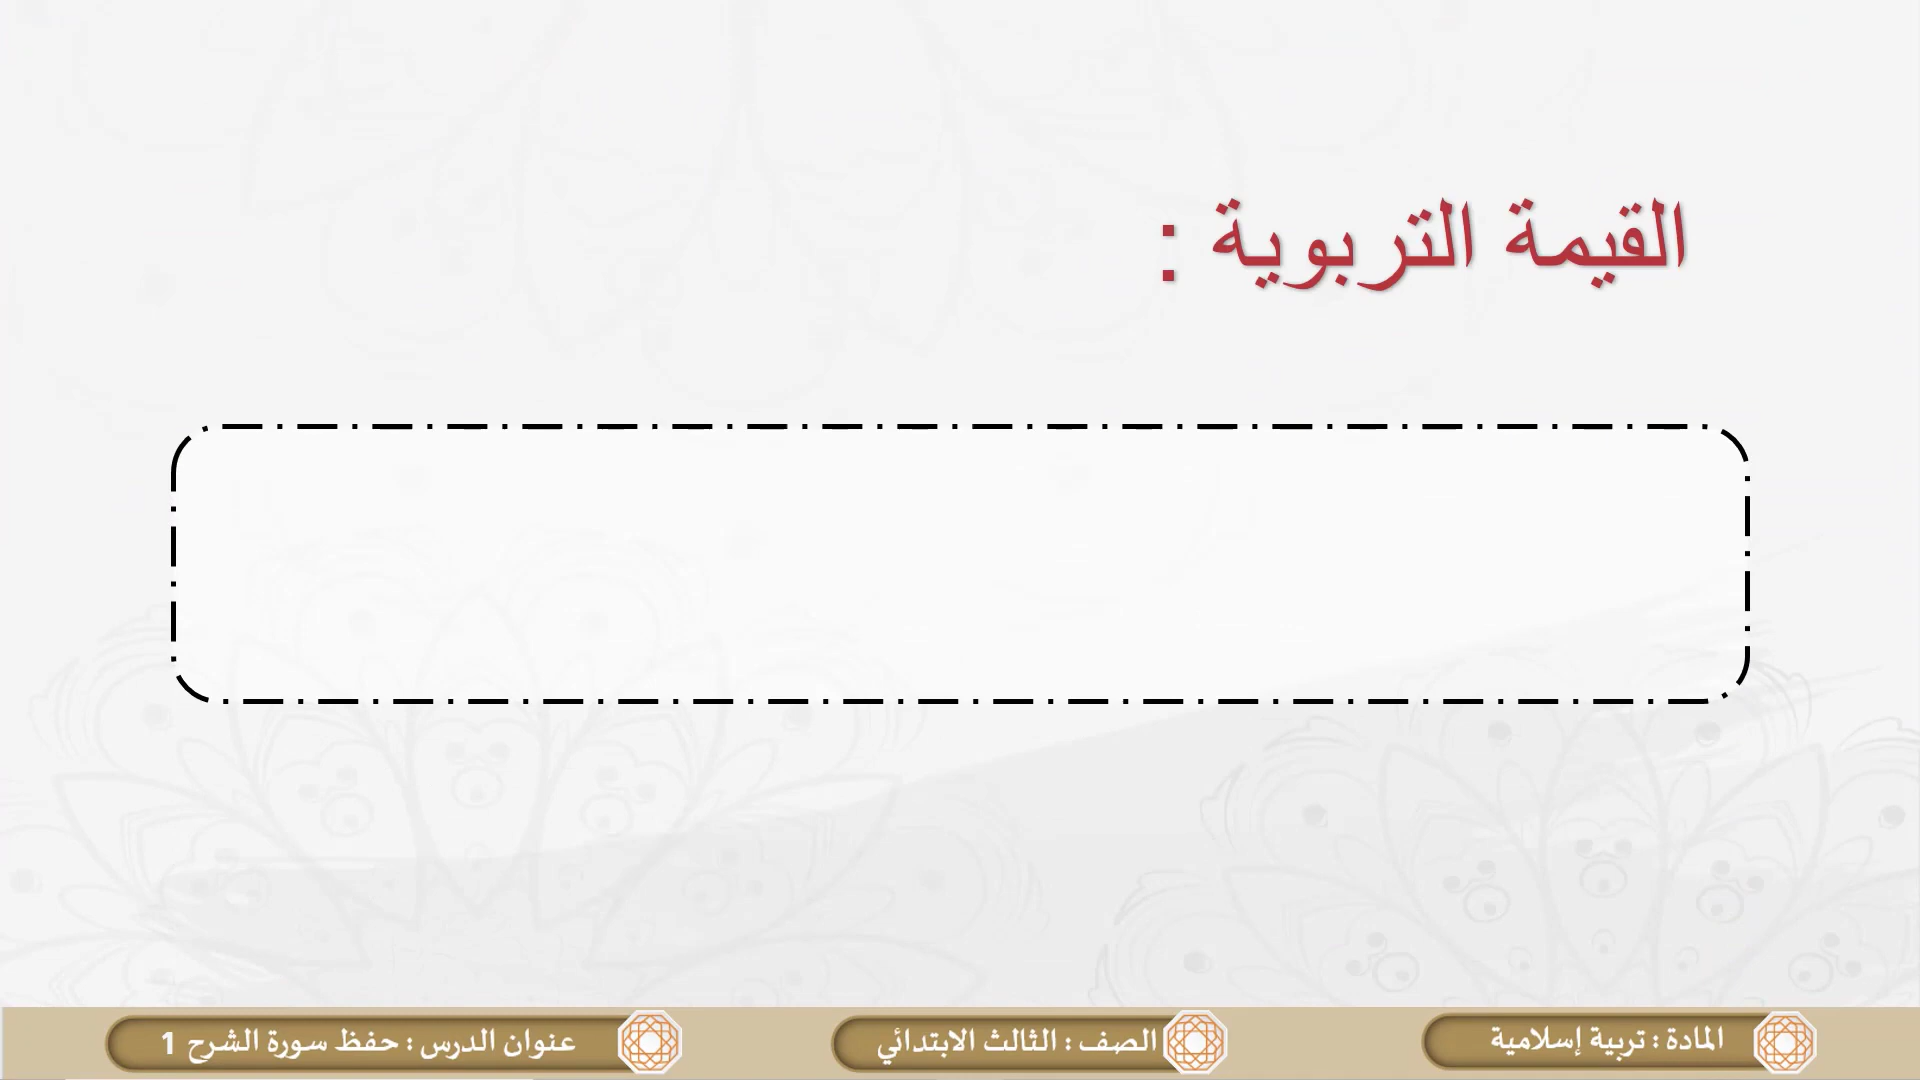 القيمة التربوية :
المادة : تربية إسلامية
الصف : الثالث الابتدائي
عنوان الدرس : حفظ سورة الشرح 1